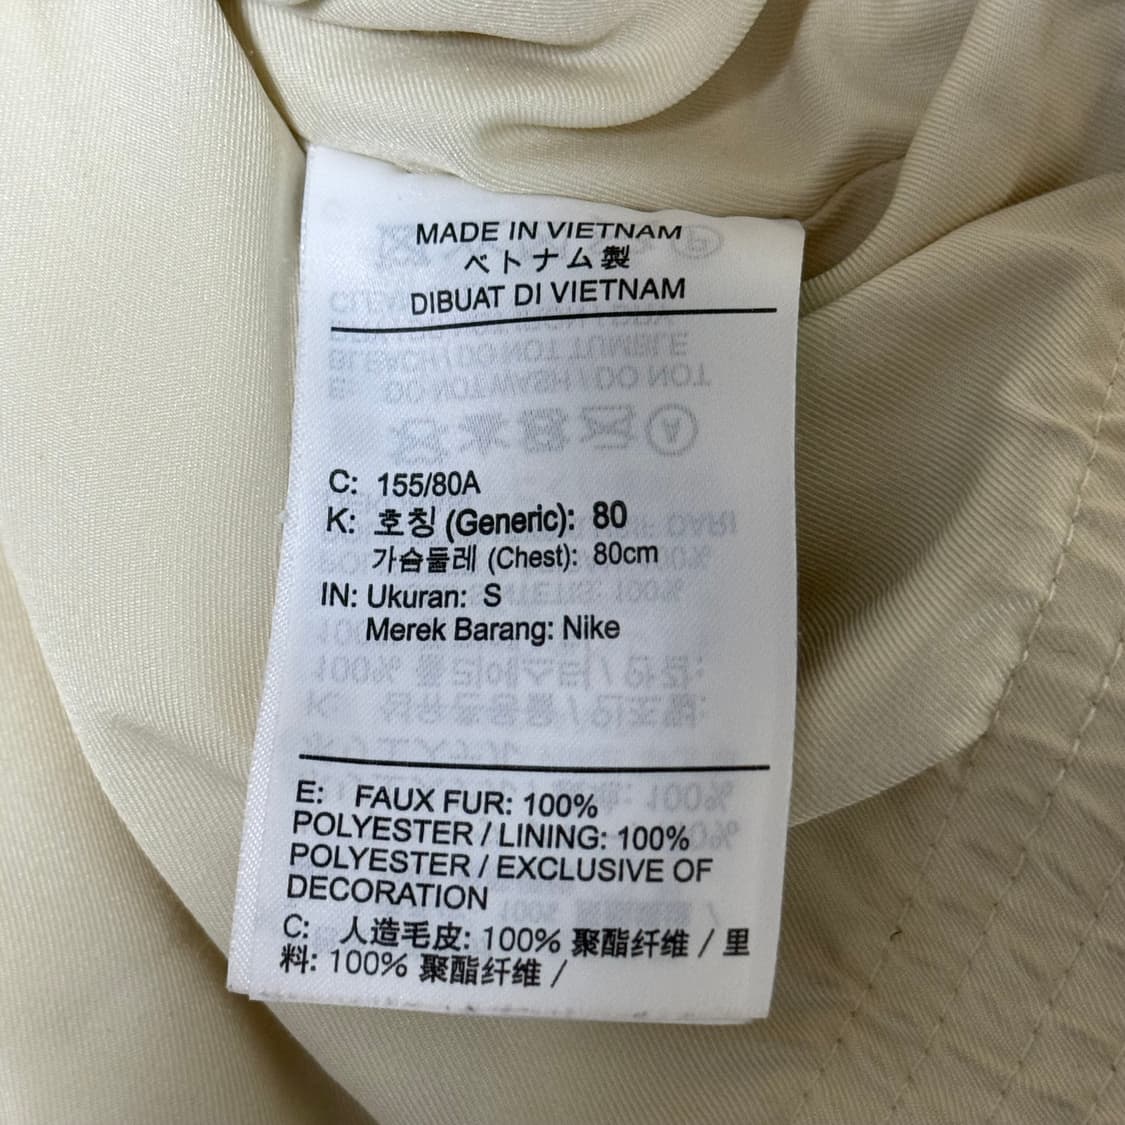 MADE IN VIETNAM
ベトナム製
DIBUAT DI VIETNAM
C: 155/80A
K: 호칭 (Generic): 80
가슴둘레 (Chest): 80cm
IN: Ukuran: S
Merek Barang: Nike
E: FAUX FUR: 100%
POLYESTER / LINING: 100%
POLYESTER / EXCLUSIVE OF
DECORATION
C: 人造毛皮: 100% 聚酯纤维 / 里
料: 100% 聚酯纤维 /